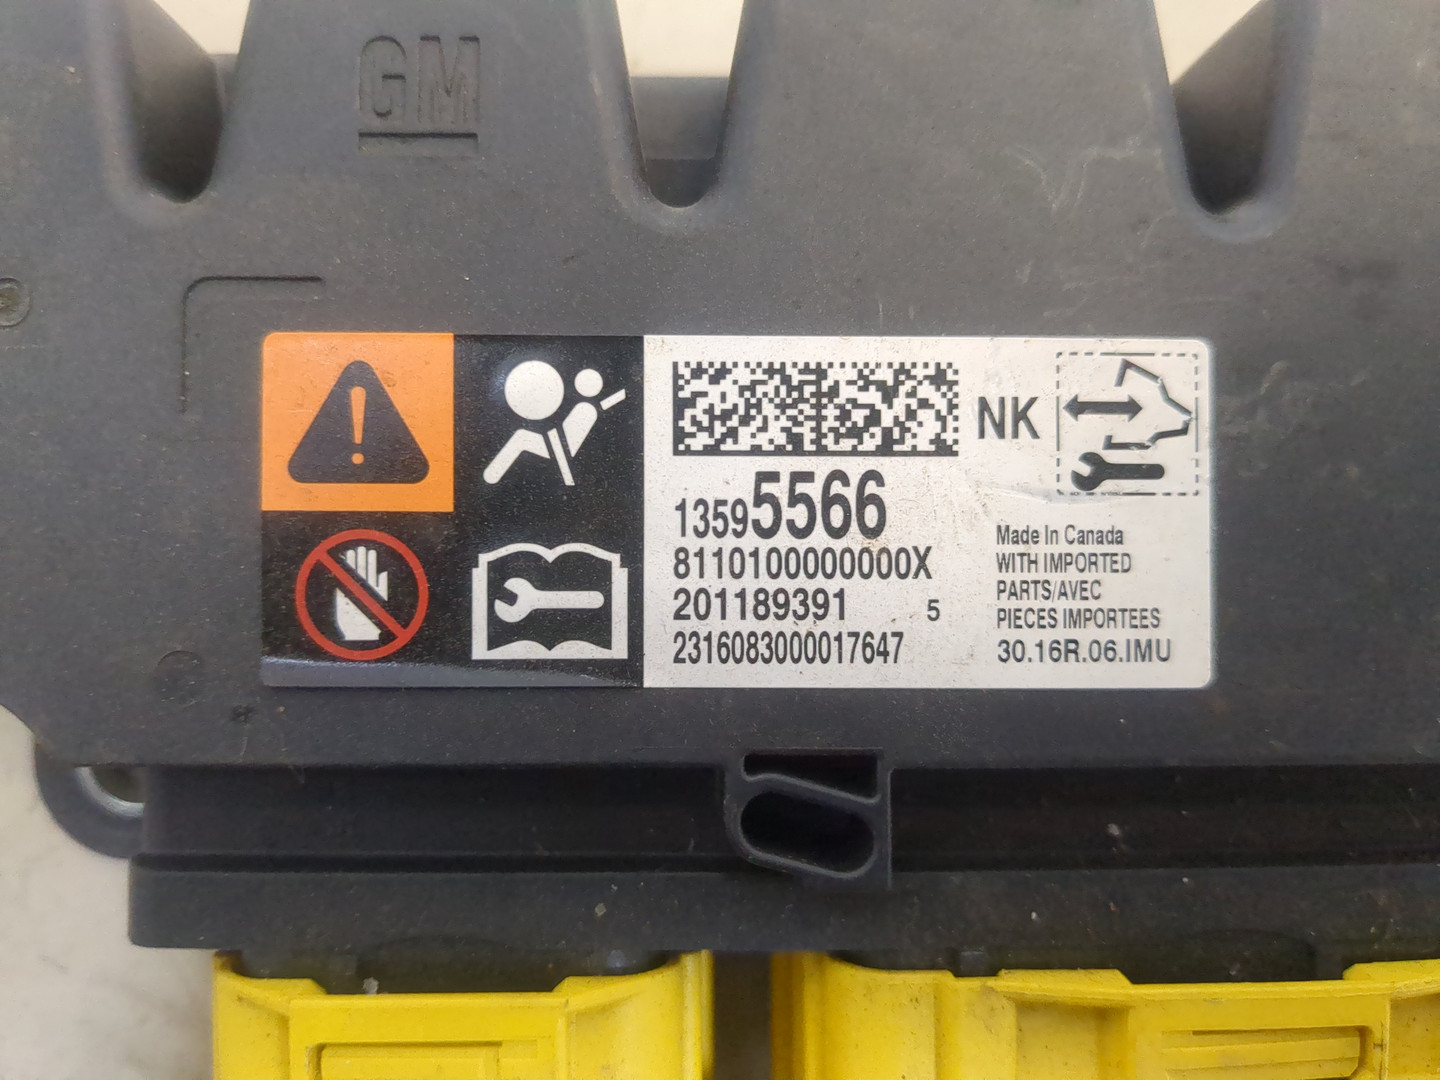 GM
NK
13595566
8110100000000X
201189391 5
2316083000017647
Made In Canada
WITH IMPORTED
PARTS/AVEC
PIECES IMPORTEES
30.16R.06.IMU